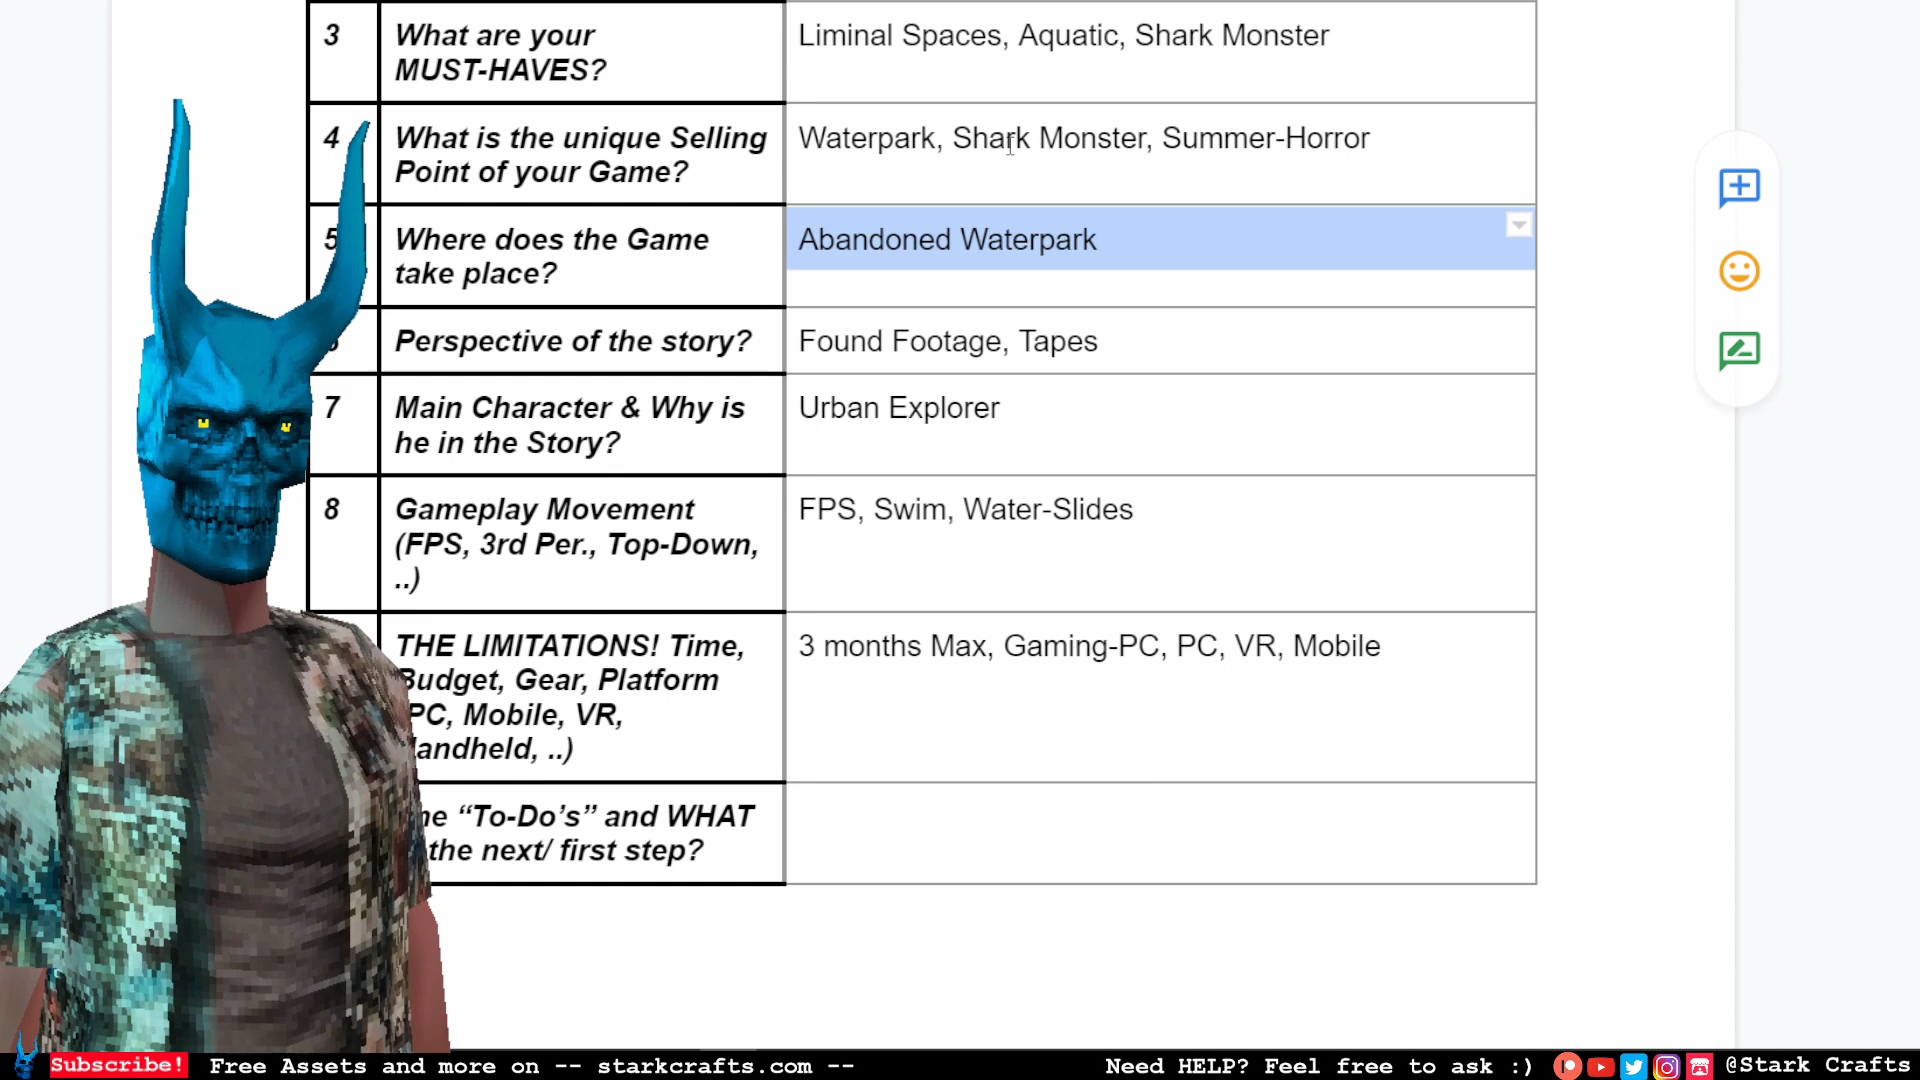 3 What are your Liminal Spaces, Aquatic, Shark Monster
MUST-HAVES?
4 What is the unique Selling Waterpark, Shark Monster, Summer-Horror
Point of your Game?
5 Where does the Game Abandoned Waterpark
take place?
Perspective of the story? Found Footage, Tapes
7 Main Character & Why is Urban Explorer
he in the Story?
8 Gameplay Movement FPS, Swim, Water-Slides
(FPS, 3rd Per., Top-Down,
..)
THE LIMITATIONS! Time, 3 months Max, Gaming-PC, PC, VR, Mobile
Budget, Gear, Platform
PC, Mobile, VR,
andheld, ..)
“To-Do’s” and WHAT
the next/ first step?
Subscribe! Free Assets and more on -- starkcrafts.com -- Need HELP? Feel free to ask :) @Stark Crafts